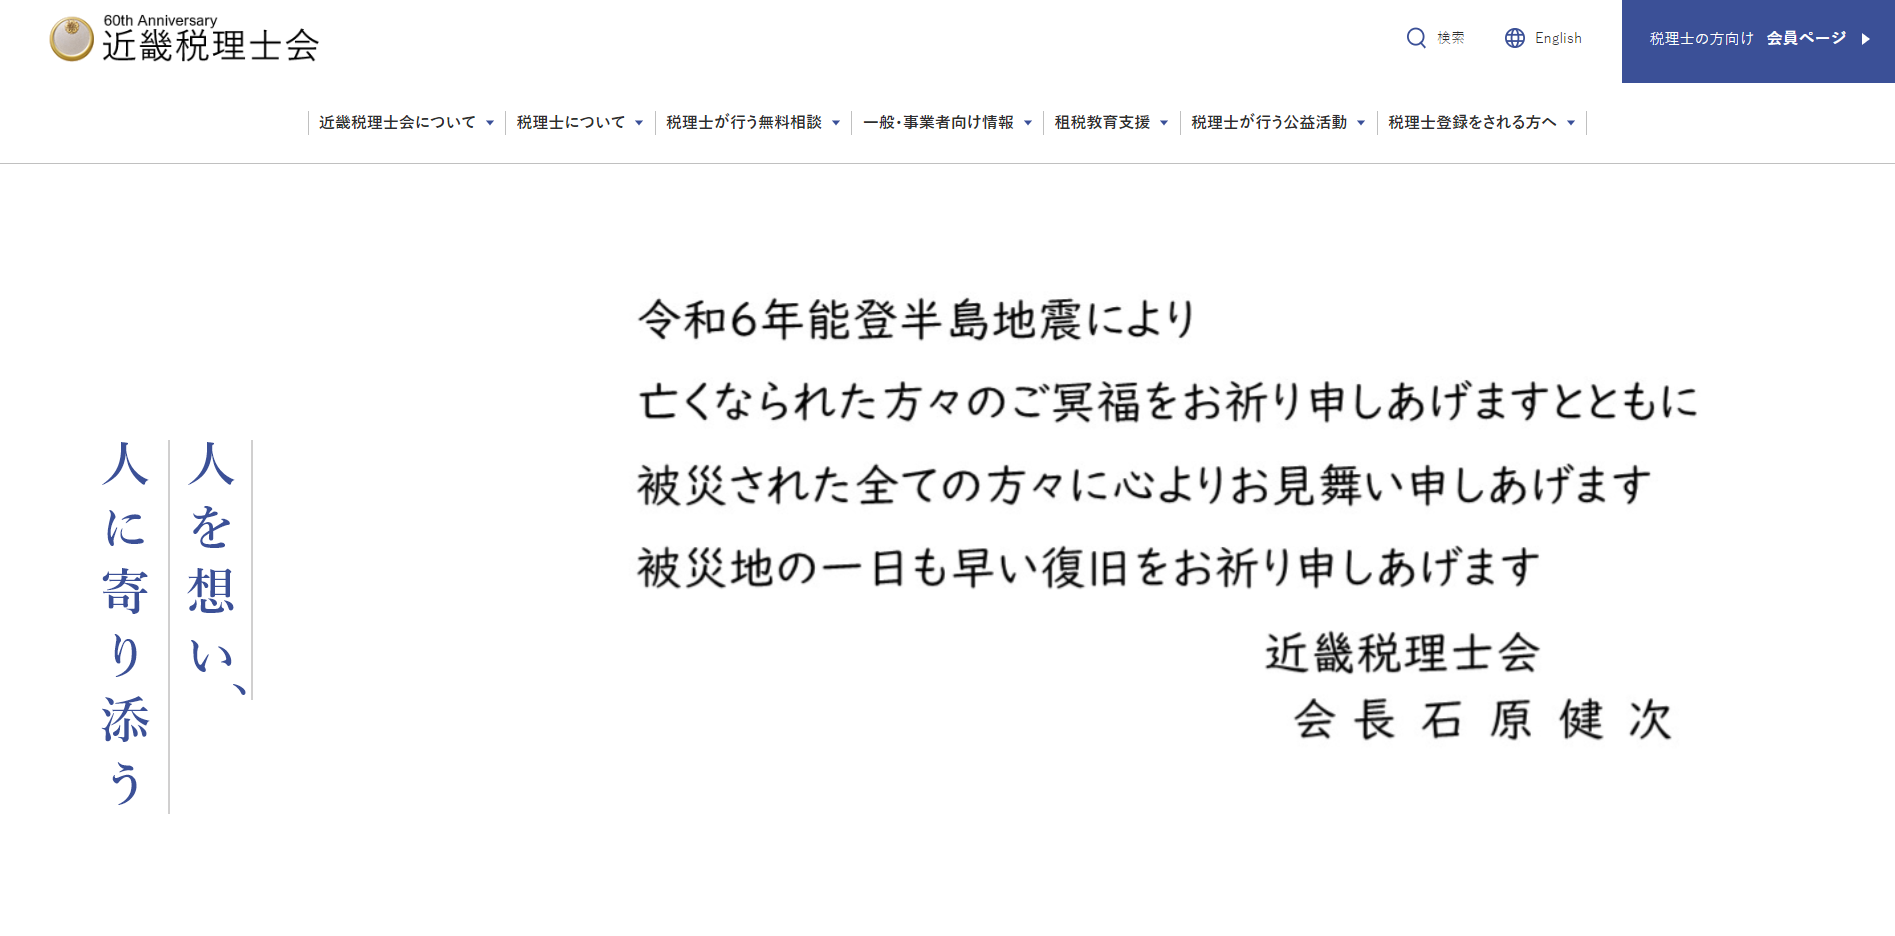 60th Anniversary
近畿税理士会
検索
English
税理士の方向け 会員ページ
近畿税理士会について
税理士について
税理士が行う無料相談
一般・事業者向け情報
租税教育支援
税理士が行う公益活動
税理士登録をされる方へ
人を想い、
人に寄り添う
令和6年能登半島地震により
亡くなられた方々のご冥福をお祈り申しあげますとともに
被災された全ての方々に心よりお見舞い申しあげます
被災地の一日も早い復旧をお祈り申しあげます
近畿税理士会
会長 石原健次